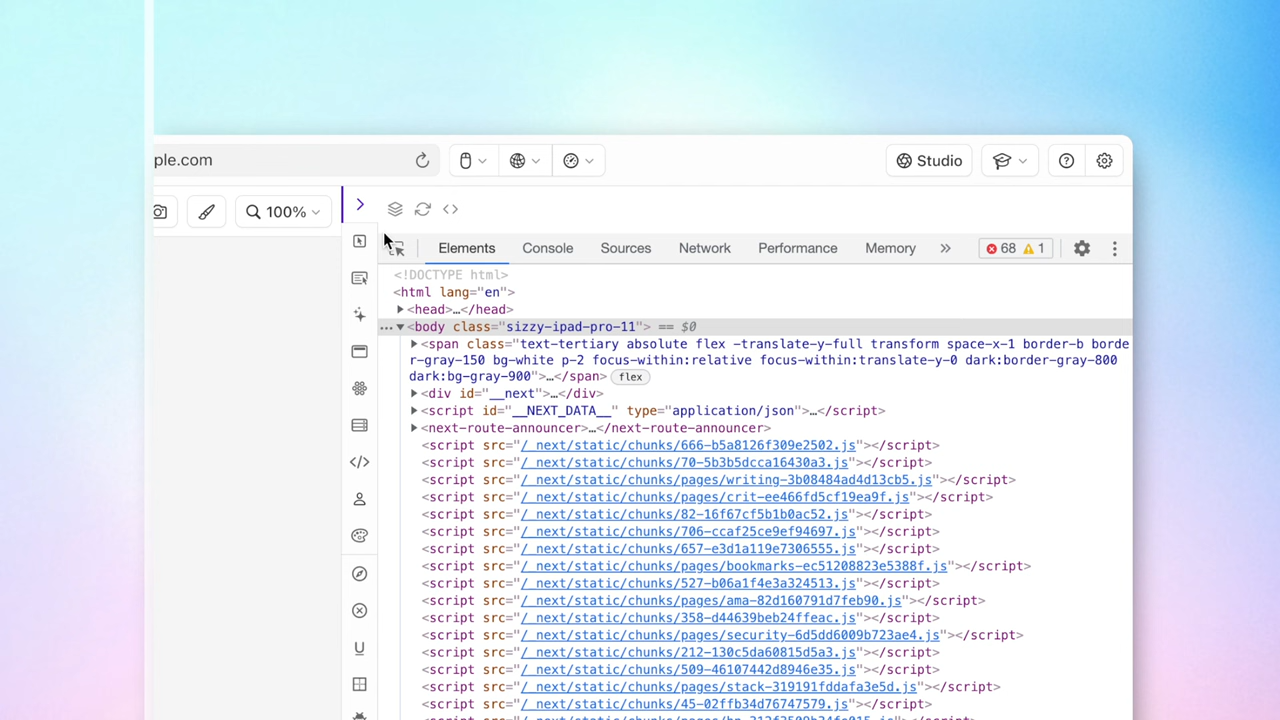 ple.com
Studio
100%
Elements Console Sources Network Performance Memory 68 1
<!DOCTYPE html>
<html lang="en">
<head>…</head>
<body class="sizzy-ipad-pro-11"> == $0
<span class="text-tertiary absolute flex -translate-y-full transform space-x-1 border-b borde
r-gray-150 bg-white p-2 focus-within:relative focus-within:translate-y-0 dark:border-gray-800
dark:bg-gray-900">…</span> flex
<div id="__next">…</div>
<script id="__NEXT_DATA__" type="application/json">…</script>
<next-route-announcer>…</next-route-announcer>
<script src="/_next/static/chunks/666-b5a8126f309e2502.js"></script>
<script src="/_next/static/chunks/70-5b3b5dcca16430a3.js"></script>
<script src="/_next/static/chunks/pages/writing-3b08484ad4d13cb5.js"></script>
<script src="/_next/static/chunks/pages/crit-ee466fd5cf19ea9f.js"></script>
<script src="/_next/static/chunks/82-16f67cf5b1b0ac52.js"></script>
<script src="/_next/static/chunks/706-ccaf25ce9ef94697.js"></script>
<script src="/_next/static/chunks/657-e3d1a119e7306555.js"></script>
<script src="/_next/static/chunks/pages/bookmarks-ec51208823e5388f.js"></script>
<script src="/_next/static/chunks/527-b06a1f4e3a324513.js"></script>
<script src="/_next/static/chunks/pages/ama-82d160791d7feb90.js"></script>
<script src="/_next/static/chunks/358-d44639beb24ffeac.js"></script>
<script src="/_next/static/chunks/pages/security-6d5dd6009b723ae4.js"></script>
<script src="/_next/static/chunks/212-130c5da60815d5a3.js"></script>
<script src="/_next/static/chunks/509-46107442d8946e35.js"></script>
<script src="/_next/static/chunks/pages/stack-319191fddafa3e5d.js"></script>
<script src="/_next/static/chunks/45-02ffb34d76747579.js"></script>